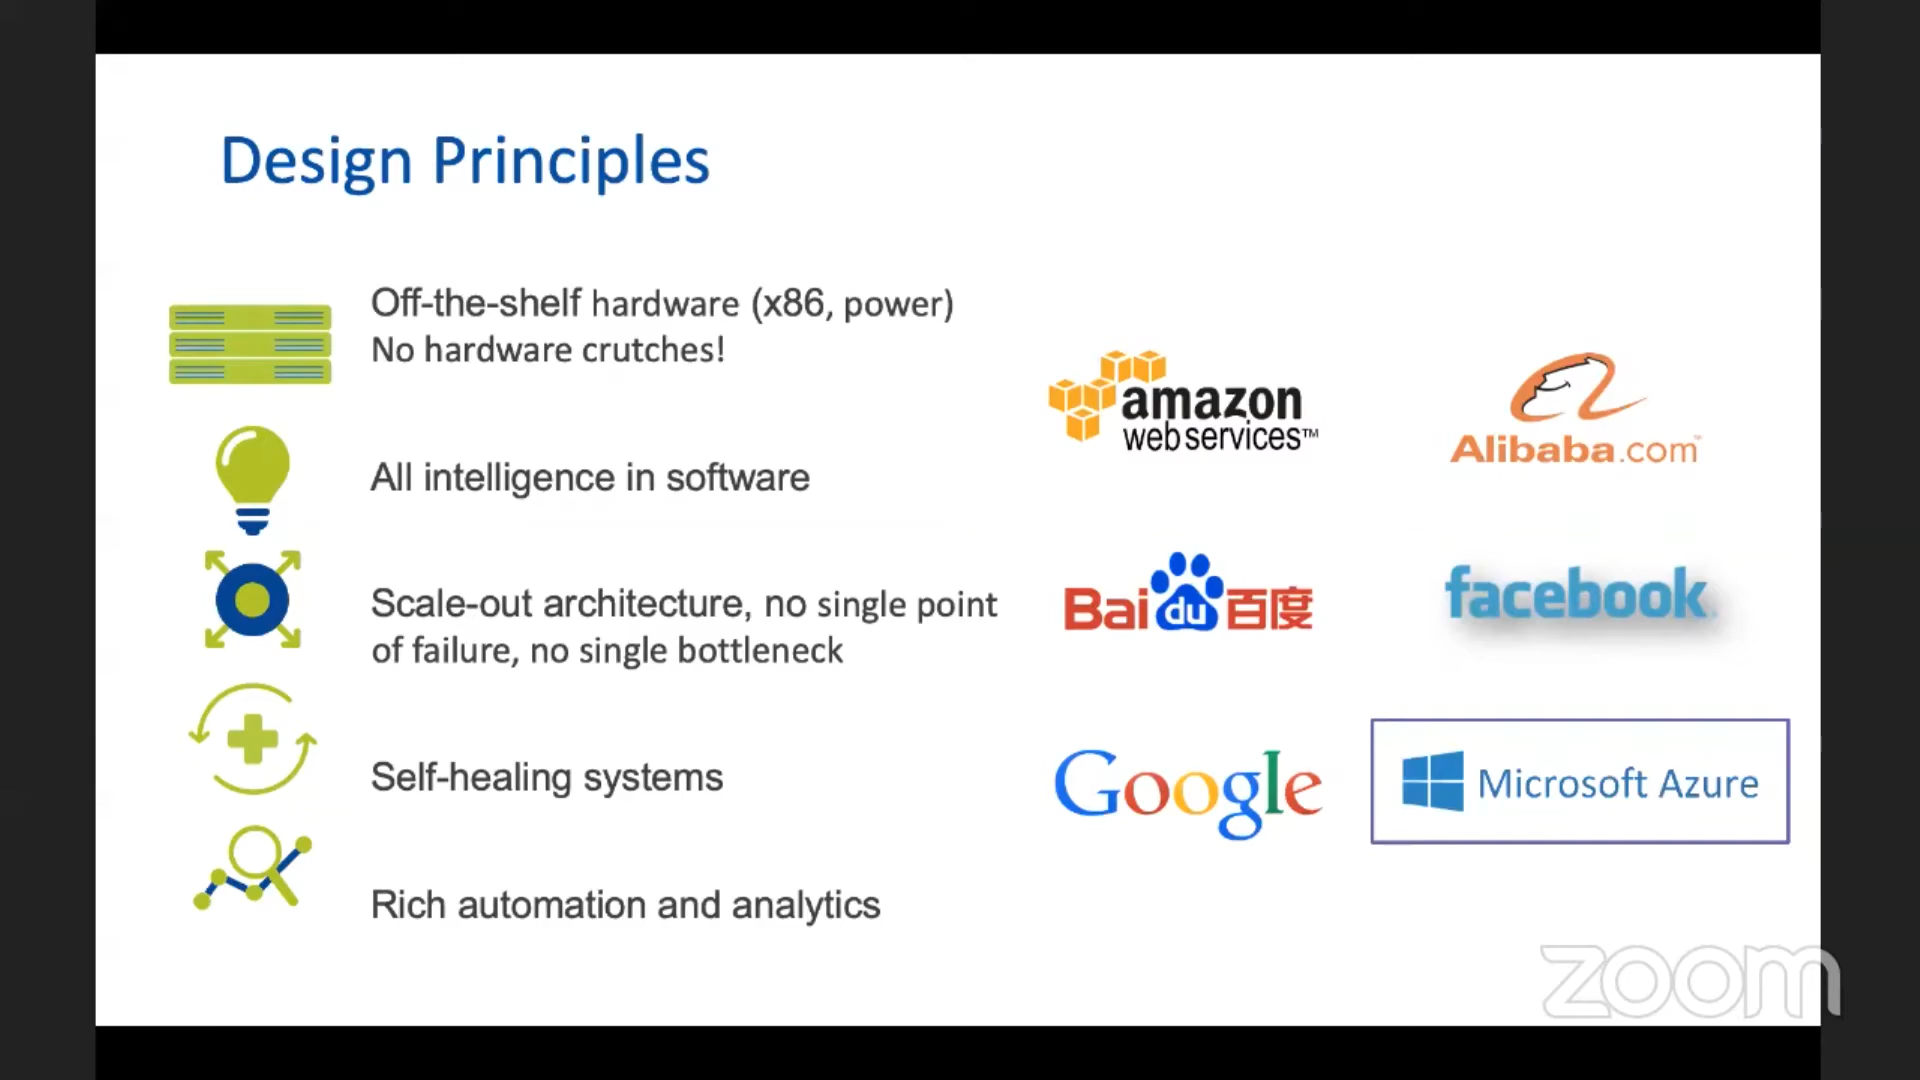 Design Principles
Off-the-shelf hardware (x86, power)
No hardware crutches!
All intelligence in software
Scale-out architecture, no single point
of failure, no single bottleneck
Self-healing systems
Rich automation and analytics
amazon
web services™
Alibaba.com™
Bai du 百度
facebook
Google
Microsoft Azure
zoom